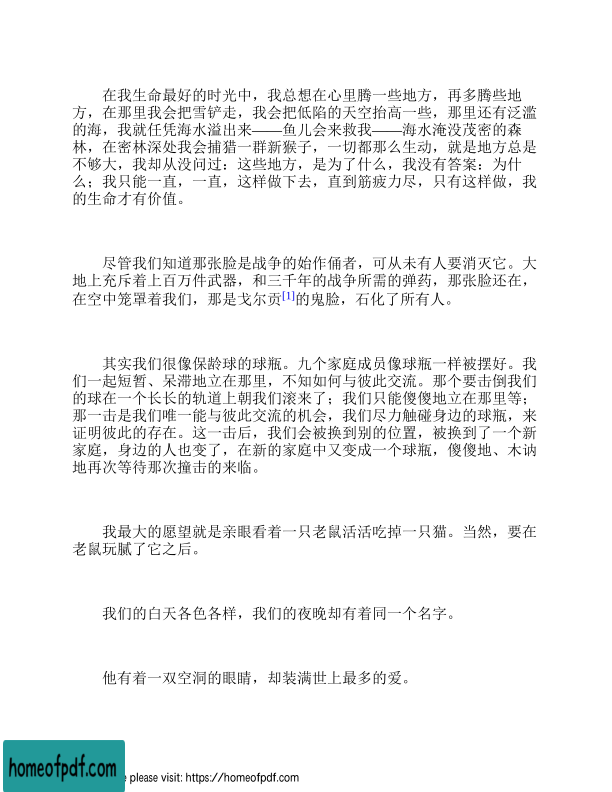 在我生命最好的时光中，我总想在心里腾一些地方，再多腾些地
方，在那里我会把雪铲走，我会把低陷的天空抬高一些，那里还有泛滥
的海，我就任凭海水溢出来——鱼儿会来救我——海水淹没茂密的森
林，在密林深处我会捕猎一群新猴子，一切都那么生动，就是地方总是
不够大，我却从没问过：这些地方，是为了什么，我没有答案：为什
么；我只能一直，一直，这样做下去，直到筋疲力尽，只有这样做，我
的生命才有价值。
尽管我们知道那张脸是战争的始作俑者，可从未有人要消灭它。大
地上充斥着上百万件武器，和三千年的战争所需的弹药，那张脸还在，
在空中笼罩着我们，那是戈尔贡[1]的鬼脸，石化了所有人。
其实我们很像保龄球的球瓶。九个家庭成员像球瓶一样被摆好。我
们一起短暂、呆滞地立在那里，不知如何与彼此交流。那个要击倒我们
的球在一个长长的轨道上朝我们滚来了；我们只能傻傻地立在那里等；
那一击是我们唯一能与彼此交流的机会，我们尽力触碰身边的球瓶，来
证明彼此的存在。这一击后，我们会被换到别的位置，被换到了一个新
家庭，身边的人也变了，在新的家庭中又变成一个球瓶，傻傻地、木讷
地再次等待那次撞击的来临。
我最大的愿望就是亲眼看着一只老鼠活活吃掉一只猫。当然，要在
老鼠玩腻了它之后。
我们的白天各色各样，我们的夜晚却有着同一个名字。
他有着一双空洞的眼睛，却装满世上最多的爱。
homeofpdf.com
e please visit: https://homeofpdf.com